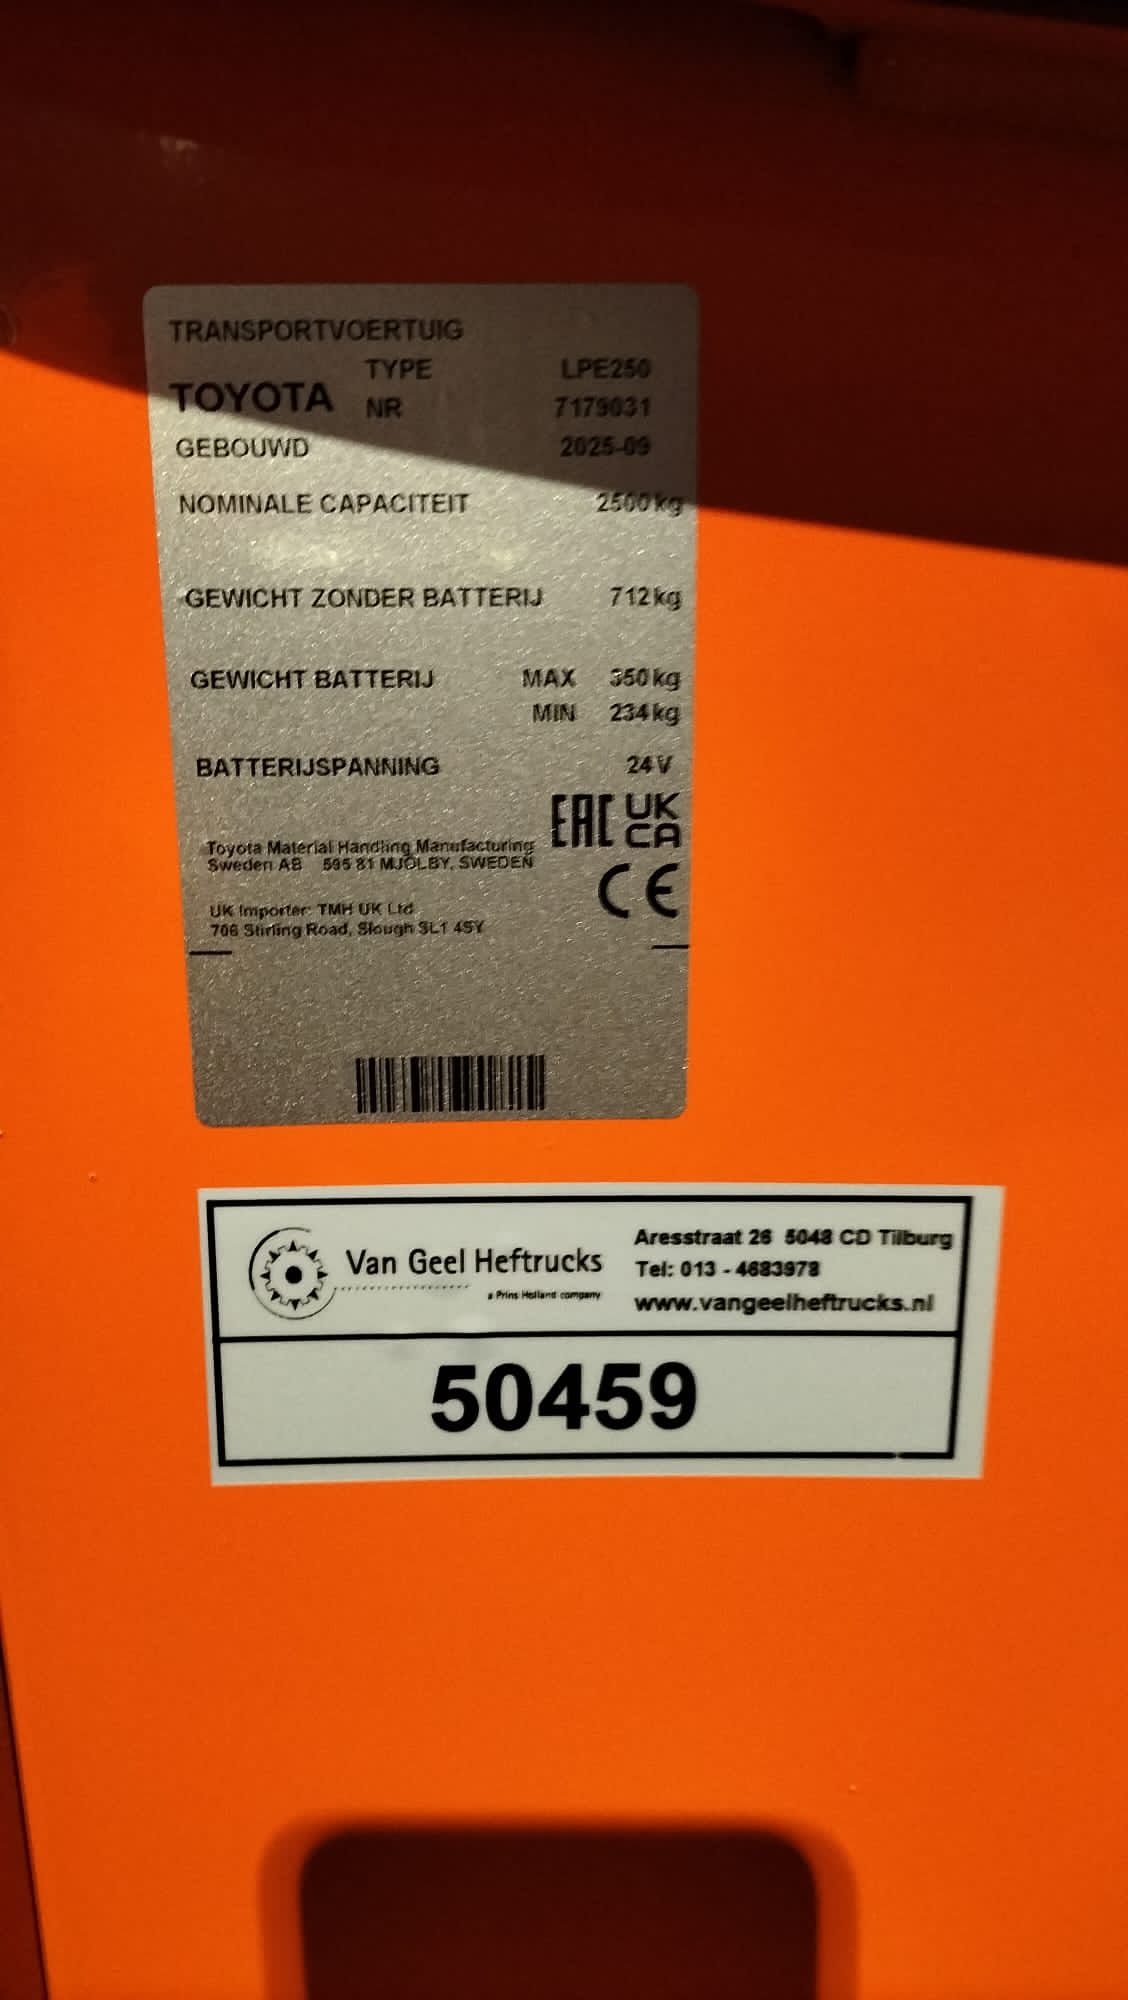 TRANSPORTVOERTUIG
TYPE LPE250
TOYOTA NR 7179031
GEBOUWD 2025-09
NOMINALE CAPACITEIT 2500 kg
GEWICHT ZONDER BATTERIJ 712 kg
GEWICHT BATTERIJ MAX 350 kg
MIN 234 kg
BATTERIJSPANNING 24 V
EAC UK
CA
Toyota Material Handling Manufacturing
Sweden AB 595 81 MJÖLBY, SWEDEN
CE
UK Importer: TMH UK Ltd
706 Stirling Road, Slough SL1 4SY
Van Geel Heftrucks
a Prins Holland company
Aresstraat 26 5048 CD Tilburg
Tel: 013 - 4683978
www.vangeelheftrucks.nl
50459